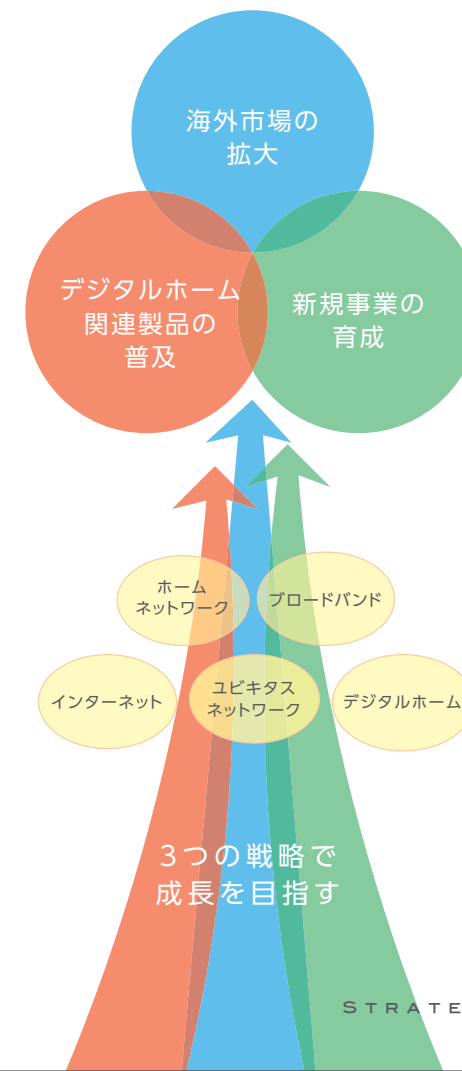 海外市場の
拡大
デジタルホーム
関連製品の
普及
新規事業の
育成
ホーム
ネットワーク
ブロードバンド
インターネット
ユビキタス
ネットワーク
デジタルホーム
3つの戦略で
成長を目指す
STRATE